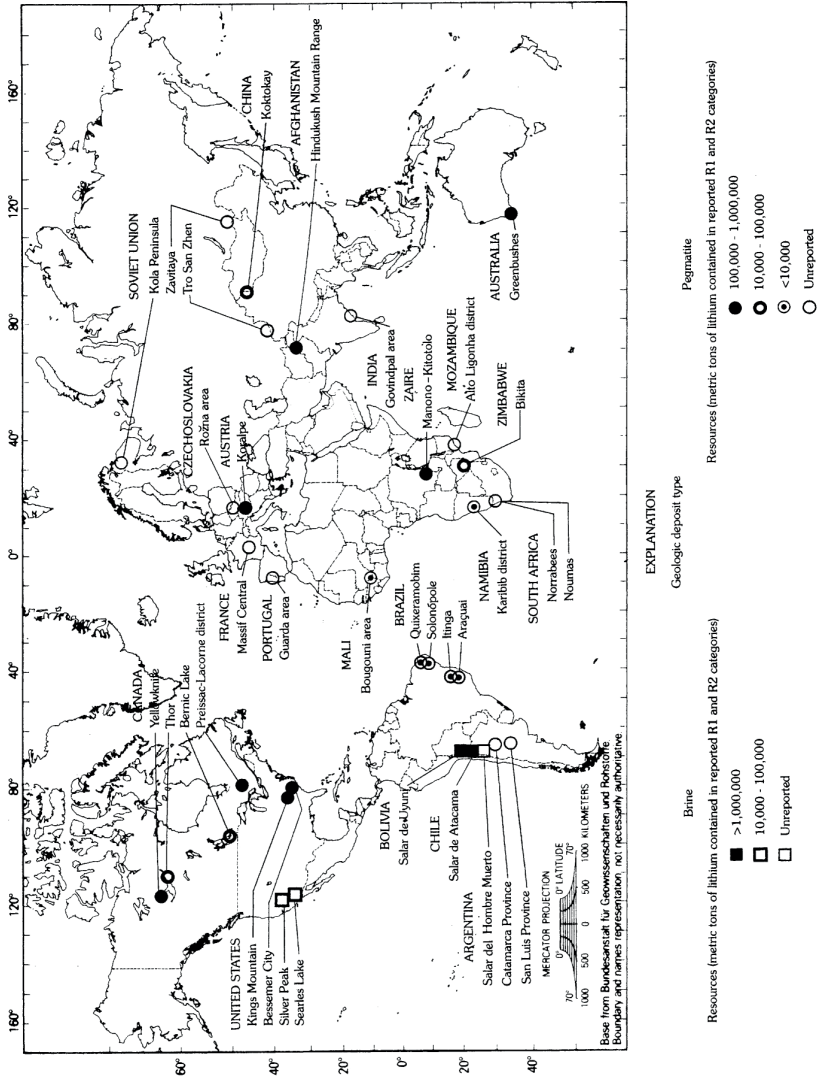 160°
120°
80°
40°
0°
40°
80°
120°
160°
60°
40°
20°
0°
20°
40°
CANADA
Yellowknife
Thor
Bernic Lake
Preissac-Lacorne district
UNITED STATES
Kings Mountain
Bessemer City
Silver Peak
Searles Lake
BOLIVIA
Salar de Uyuni
CHILE
Salar de Atacama
ARGENTINA
Salar del Hombre Muerto
Catamarca Province
San Luis Province
BRAZIL
Quixeramobim
Solonópole
Itinga
Araçuai
FRANCE
Massif Central
PORTUGAL
Guarda area
MALI
Bougouni area
CZECHOSLOVAKIA
Rožna area
AUSTRIA
Koralpe
NAMIBIA
Karibib district
SOUTH AFRICA
Norrabees
Noumas
SOVIET UNION
Kola Peninsula
Zavitaya
Tro San Zhen
CHINA
Koktokay
AFGHANISTAN
Hindukush Mountain Range
INDIA
Govindpal area
ZAIRE
Manono-Kitotolo
MOZAMBIQUE
Alto Ligonha district
ZIMBABWE
Bikita
AUSTRALIA
Greenbushes
MERCATOR PROJECTION
70° 0° 0° LATITUDE 70°
1000 500 0 500 1000 KILOMETERS
Base from Bundesanstalt fur Geowissenschaften und Rohstoffe
Boundary and names representation, not necessarily authoritative
EXPLANATION
Geologic deposit type
Brine
Resources (metric tons of lithium contained in reported R1 and R2 categories)
>1,000,000
10,000 - 100,000
Unreported
Pegmatite
Resources (metric tons of lithium contained in reported R1 and R2 categories)
100,000 - 1,000,000
10,000 - 100,000
<10,000
Unreported